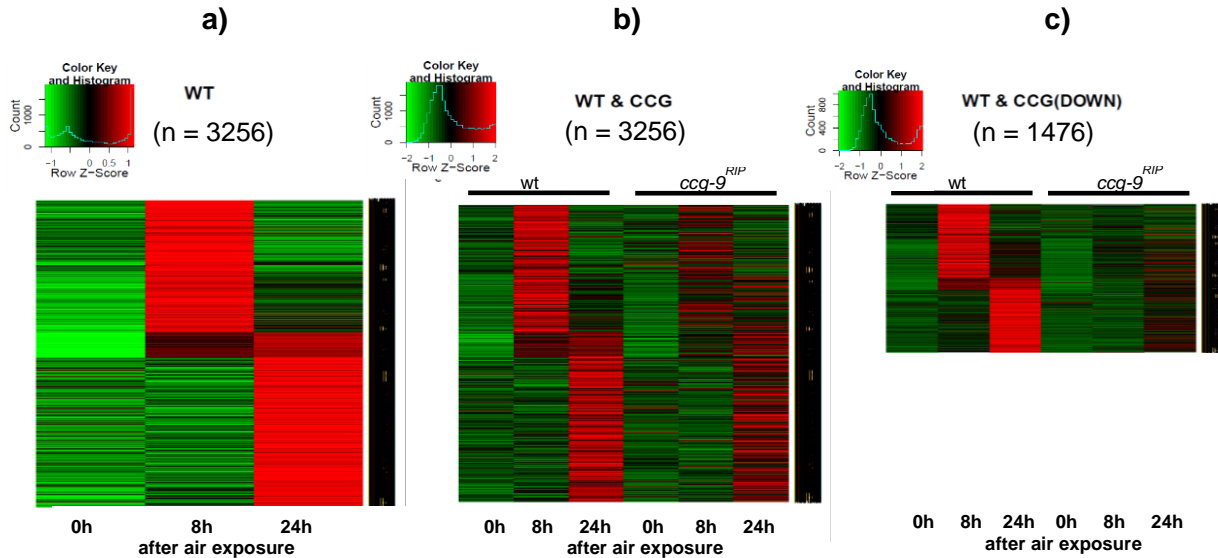 a)
b)
c)
Color Key
and Histogram
Count
0
1000
-1
0
0.5
1
Row Z-Score
WT
(n = 3256)
Color Key
and Histogram
Count
0
1000
-2
-1
0
1
2
Row Z-Score
WT & CCG
(n = 3256)
Color Key
and Histogram
Count
0
400
800
-2
-1
0
1
2
Row Z-Score
WT & CCG(DOWN)
(n = 1476)
wt
ccg-9RIP
wt
ccg-9RIP
0h 8h 24h
after air exposure
0h 8h 24h 0h 8h 24h
after air exposure
0h 8h 24h 0h 8h 24h
after air exposure